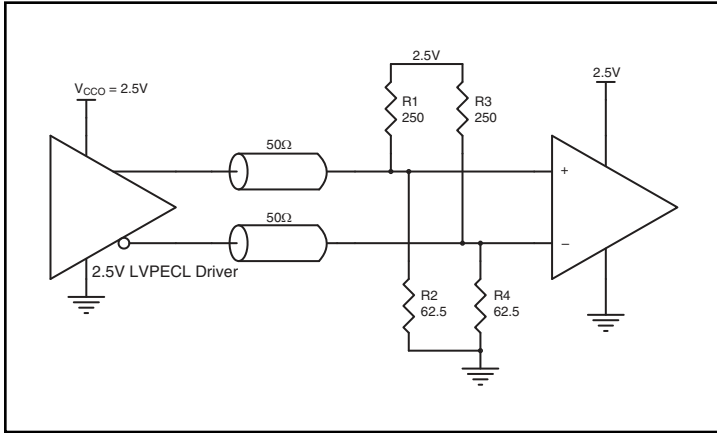 2.5V
V_CCO = 2.5V
2.5V
R1
250
R3
250
50Ω
+
50Ω
−
2.5V LVPECL Driver
R2
62.5
R4
62.5